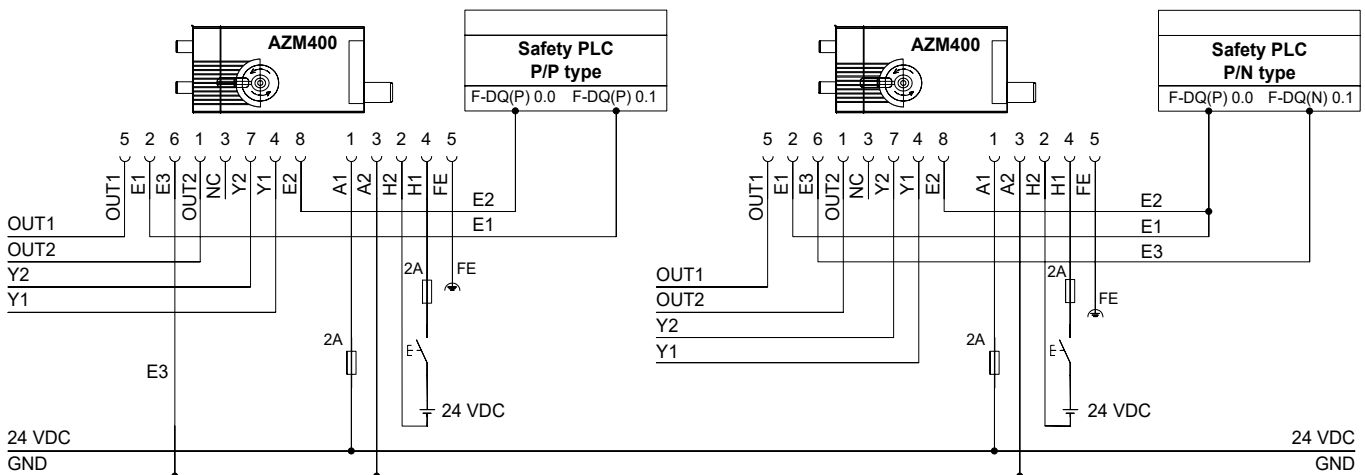 AZM400
Safety PLC
P/P type
F-DQ(P) 0.0 F-DQ(P) 0.1
5 2 6 1 3 7 4 8 1 3 2 4 5
OUT1 E1 E3 OUT2 NC Y2 Y1 E2 A1 A2 H2 H1 FE
E2
E1
OUT1
OUT2
Y2
Y1
2A
FE
2A
E
E3
24 VDC
AZM400
Safety PLC
P/N type
F-DQ(P) 0.0 F-DQ(N) 0.1
5 2 6 1 3 7 4 8 1 3 2 4 5
OUT1 E1 E3 OUT2 NC Y2 Y1 E2 A1 A2 H2 H1 FE
E2
E1
E3
OUT1
OUT2
Y2
Y1
2A
FE
2A
E
24 VDC
24 VDC 24 VDC
GND GND